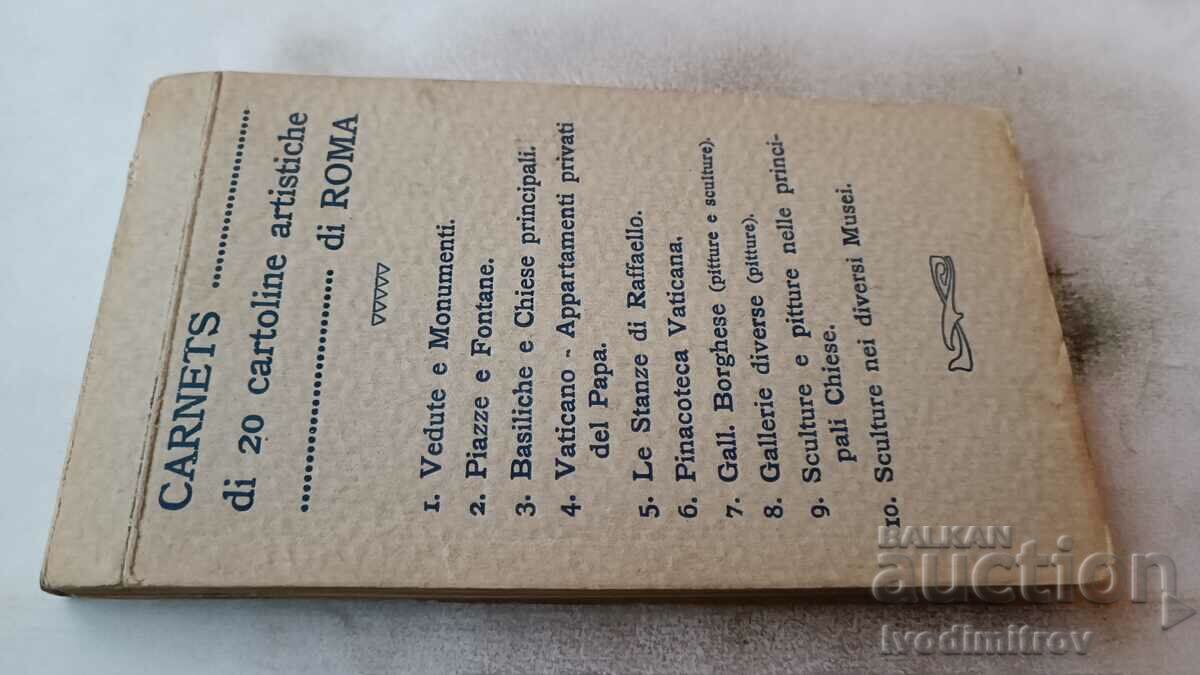 CARNETS ....................
di 20 cartoline artistiche
.................... di ROMA
1. Vedute e Monumenti.
2. Piazze e Fontane.
3. Basiliche e Chiese principali.
4. Vaticano - Appartamenti privati
del Papa.
5. Le Stanze di Raffaello.
6. Pinacoteca Vaticana.
7. Gall. Borghese (pitture e sculture).
8. Gallerie diverse (pitture).
9. Sculture e pitture nelle princi-
pali Chiese.
10. Sculture nei diversi Musei.
BALKAN
auction
Ivodimitrov